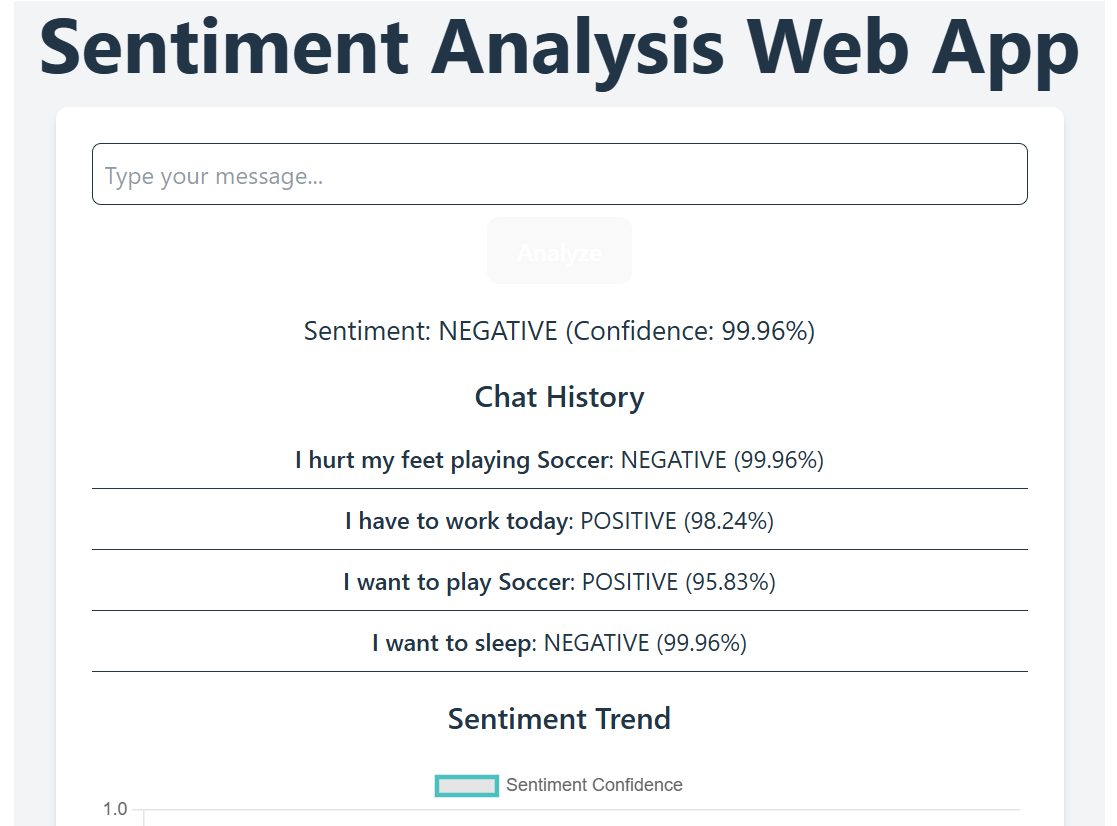 Sentiment Analysis Web App
Type your message...
Analyze
Sentiment: NEGATIVE (Confidence: 99.96%)
Chat History
I hurt my feet playing Soccer: NEGATIVE (99.96%)
I have to work today: POSITIVE (98.24%)
I want to play Soccer: POSITIVE (95.83%)
I want to sleep: NEGATIVE (99.96%)
Sentiment Trend
Sentiment Confidence
1.0